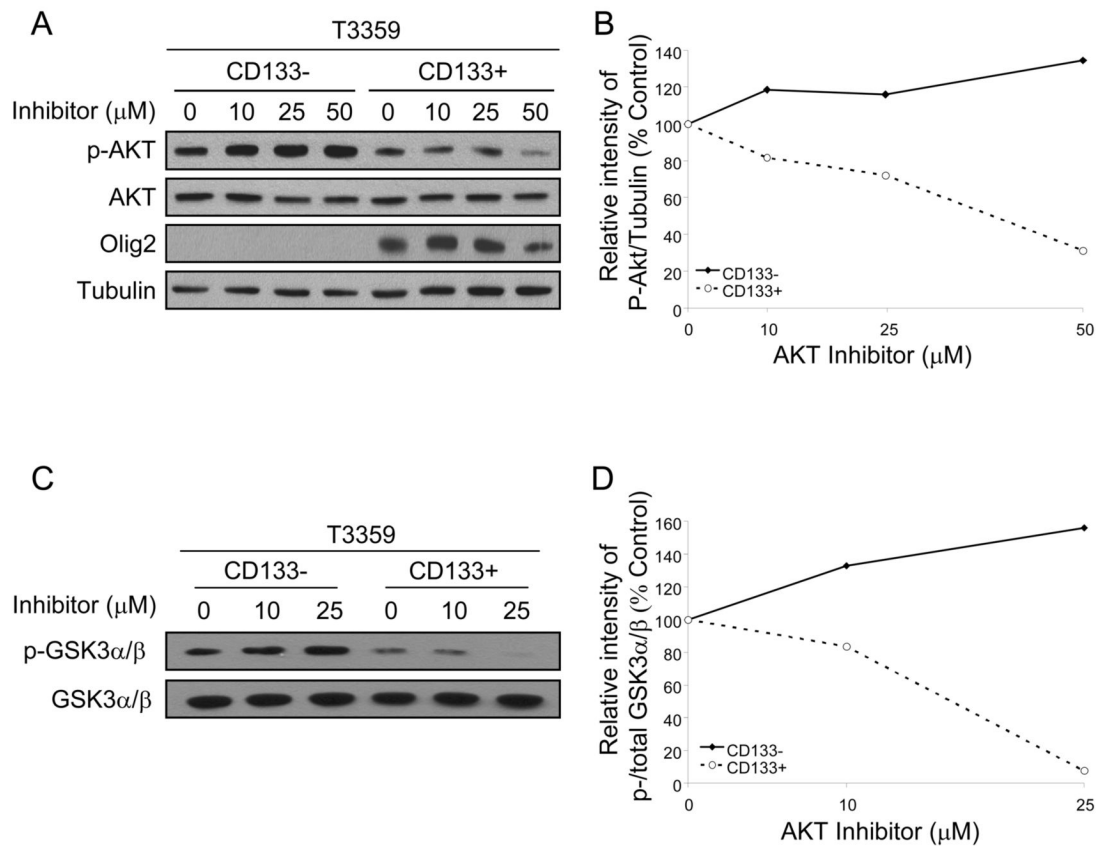 A
T3359
CD133- CD133+
Inhibitor (μM) 0 10 25 50 0 10 25 50
p-AKT
AKT
Olig2
Tubulin
B
Relative intensity of
P-Akt/Tubulin (% Control)
140
120
100
80
60
40
20
0
CD133-
CD133+
0 10 25 50
AKT Inhibitor (μM)
C
T3359
CD133- CD133+
Inhibitor (μM) 0 10 25 0 10 25
p-GSK3α/β
GSK3α/β
D
Relative intensity of
p-/total GSK3α/β (% Control)
160
140
120
100
80
60
40
20
0
CD133-
CD133+
0 10 25
AKT Inhibitor (μM)